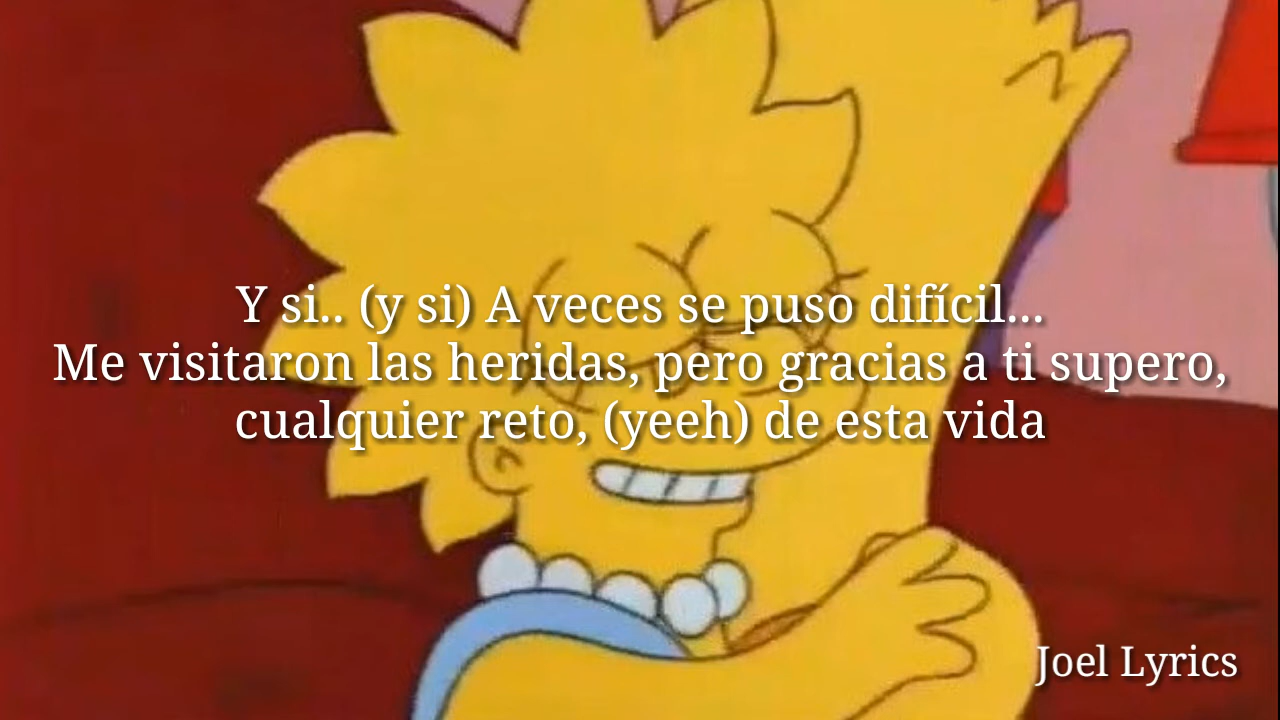 Y si.. (y si) A veces se puso difícil...
Me visitaron las heridas, pero gracias a ti supero,
cualquier reto, (yeeh) de esta vida
Joel Lyrics